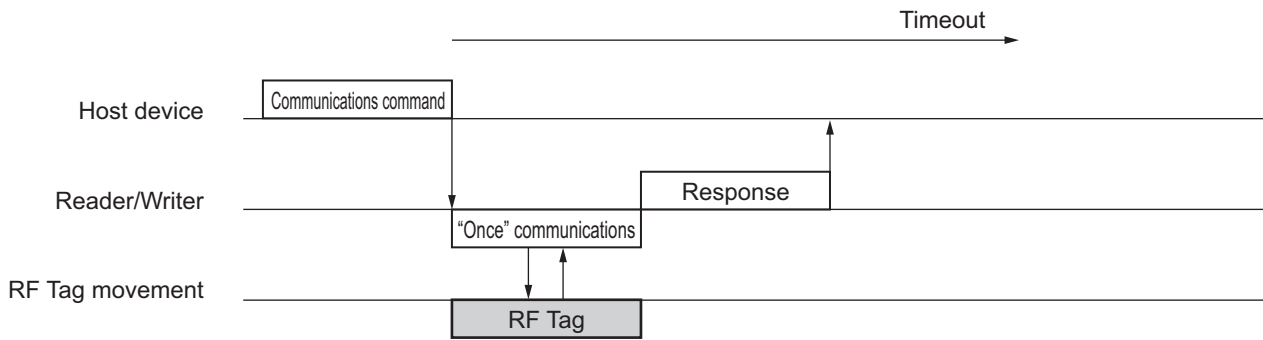 Timeout
Communications command
Host device
Response
Reader/Writer
“Once” communications
RF Tag movement
RF Tag